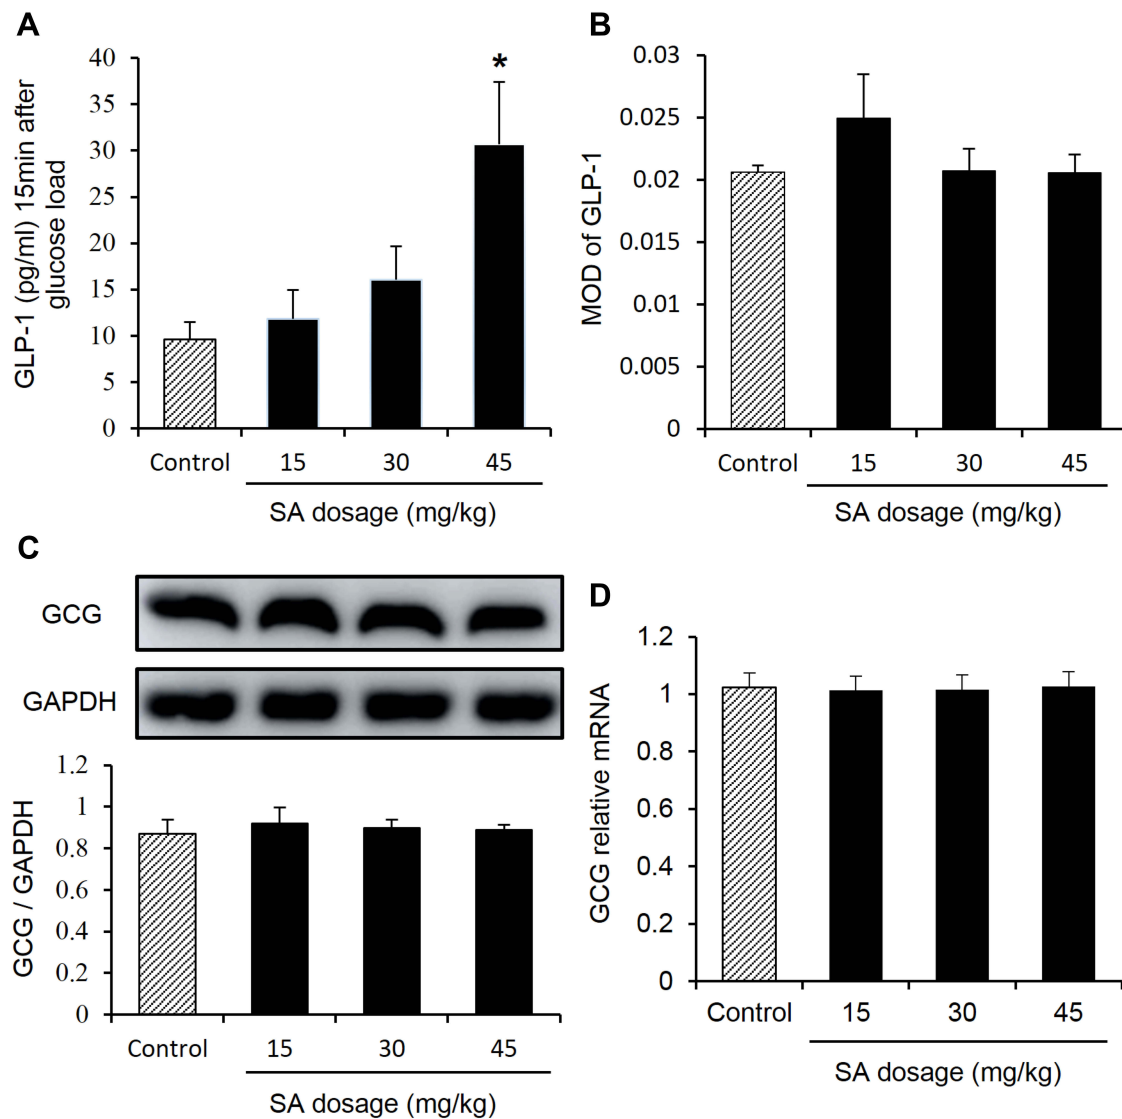 A
GLP-1 (pg/ml) 15min after
glucose load
40
35
30
25
20
15
10
5
0
*
Control 15 30 45
SA dosage (mg/kg)
B
MOD of GLP-1
0.03
0.025
0.02
0.015
0.01
0.005
0
Control 15 30 45
SA dosage (mg/kg)
C
GCG
GAPDH
GCG / GAPDH
1.2
1
0.8
0.6
0.4
0.2
0
Control 15 30 45
SA dosage (mg/kg)
D
GCG relative mRNA
1.2
1
0.8
0.6
0.4
0.2
0
Control 15 30 45
SA dosage (mg/kg)